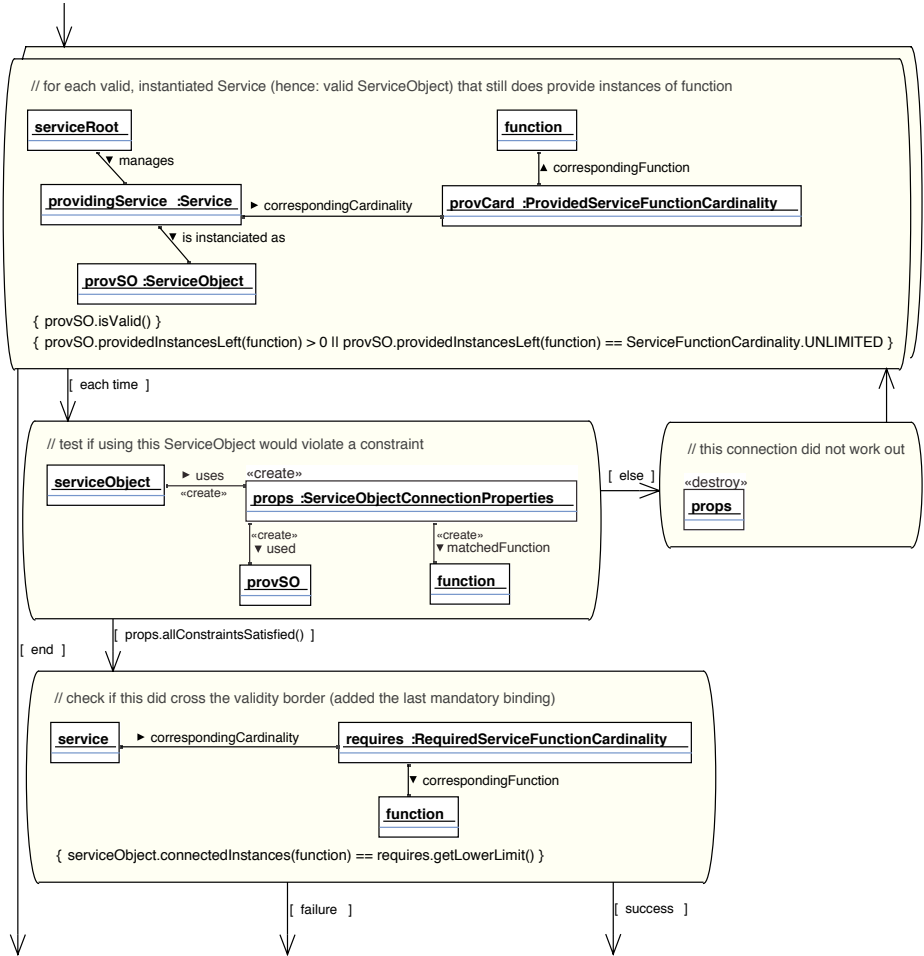 // for each valid, instantiated Service (hence: valid ServiceObject) that still does provide instances of function
serviceRoot
function
▼ manages
▲ correspondingFunction
providingService :Service
► correspondingCardinality
provCard :ProvidedServiceFunctionCardinality
▼ is instanciated as
provSO :ServiceObject
{ provSO.isValid() }
{ provSO.providedInstancesLeft(function) > 0 || provSO.providedInstancesLeft(function) == ServiceFunctionCardinality.UNLIMITED }
[ each time ]
// test if using this ServiceObject would violate a constraint
// this connection did not work out
serviceObject
► uses
«create»
«create»
props :ServiceObjectConnectionProperties
[ else ]
«destroy»
props
«create»
▼ used
«create»
▼ matchedFunction
provSO
function
[ props.allConstraintsSatisfied() ]
[ end ]
// check if this did cross the validity border (added the last mandatory binding)
service
► correspondingCardinality
requires :RequiredServiceFunctionCardinality
▼ correspondingFunction
function
{ serviceObject.connectedInstances(function) == requires.getLowerLimit() }
[ failure ]
[ success ]